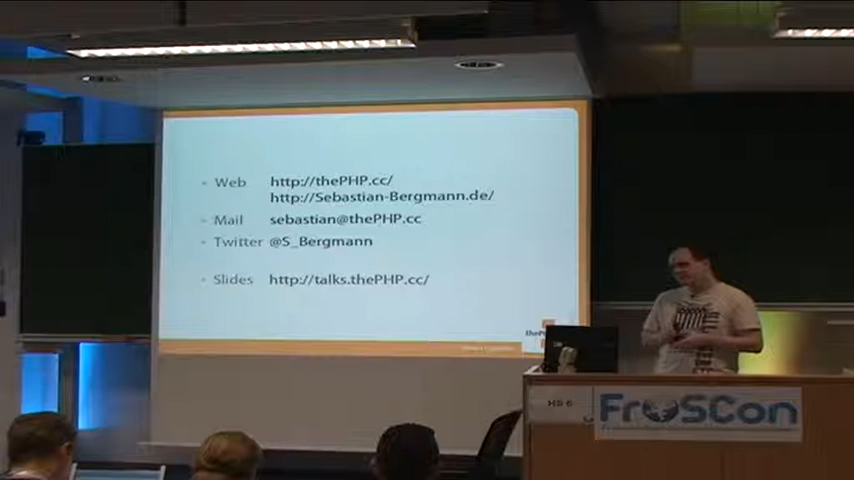 Web http://thePHP.cc/
http://Sebastian-Bergmann.de/
Mail sebastian@thePHP.cc
Twitter @S_Bergmann
Slides http://talks.thePHP.cc/
HS 6
FrOSCon